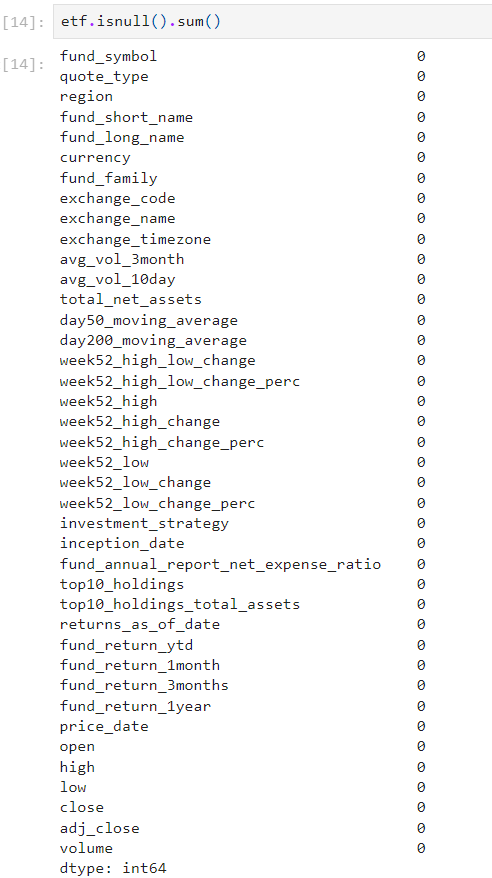 [14]: etf.isnull().sum()
[14]: fund_symbol 0
quote_type 0
region 0
fund_short_name 0
fund_long_name 0
currency 0
fund_family 0
exchange_code 0
exchange_name 0
exchange_timezone 0
avg_vol_3month 0
avg_vol_10day 0
total_net_assets 0
day50_moving_average 0
day200_moving_average 0
week52_high_low_change 0
week52_high_low_change_perc 0
week52_high 0
week52_high_change 0
week52_high_change_perc 0
week52_low 0
week52_low_change 0
week52_low_change_perc 0
investment_strategy 0
inception_date 0
fund_annual_report_net_expense_ratio 0
top10_holdings 0
top10_holdings_total_assets 0
returns_as_of_date 0
fund_return_ytd 0
fund_return_1month 0
fund_return_3months 0
fund_return_1year 0
price_date 0
open 0
high 0
low 0
close 0
adj_close 0
volume 0
dtype: int64